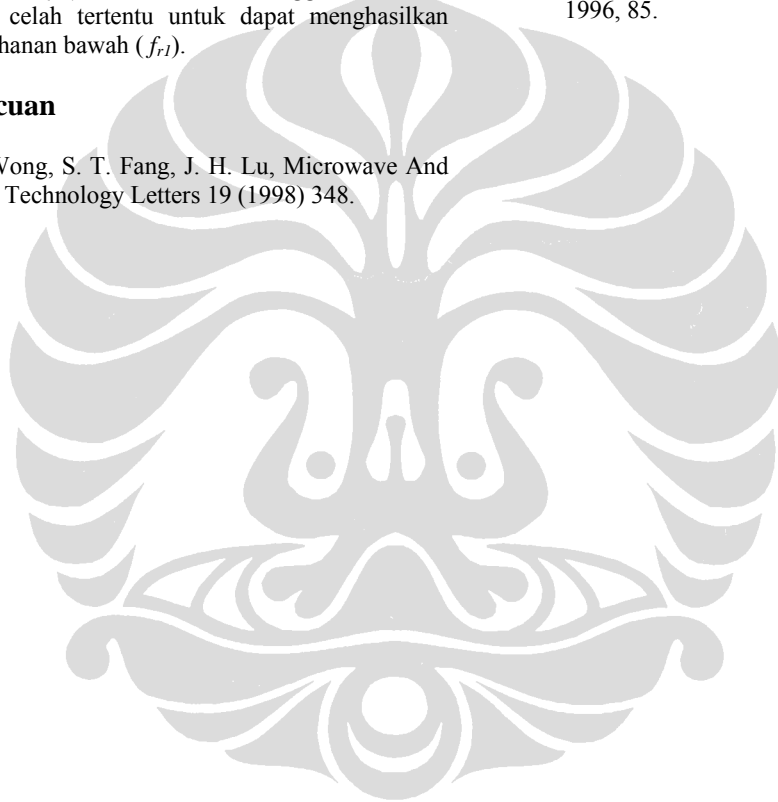 celah tertentu untuk dapat menghasilkan
hanan bawah (fr1).
cuan
Wong, S. T. Fang, J. H. Lu, Microwave And
Technology Letters 19 (1998) 348.
1996, 85.